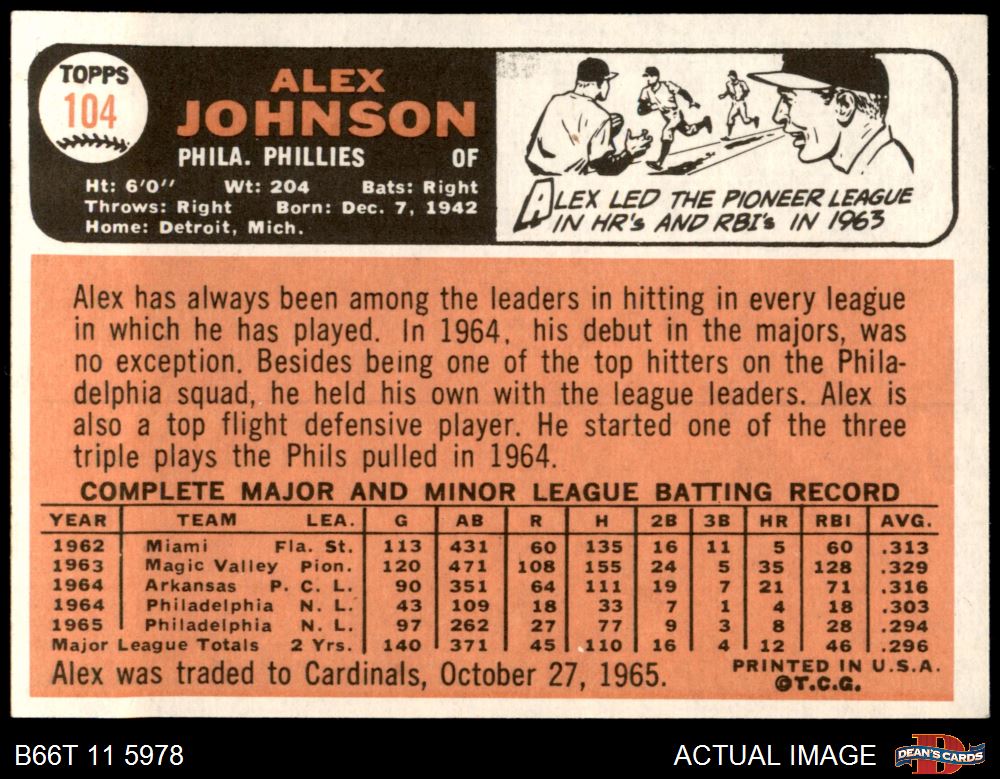 TOPPS
104
ALEX
JOHNSON
PHILA. PHILLIES OF
Ht: 6'0" Wt: 204 Bats: Right
Throws: Right Born: Dec. 7, 1942
Home: Detroit, Mich.
ALEX LED THE PIONEER LEAGUE
IN HR's AND RBI's IN 1963
Alex has always been among the leaders in hitting in every league
in which he has played. In 1964, his debut in the majors, was
no exception. Besides being one of the top hitters on the Phila-
delphia squad, he held his own with the league leaders. Alex is
also a top flight defensive player. He started one of the three
triple plays the Phils pulled in 1964.
COMPLETE MAJOR AND MINOR LEAGUE BATTING RECORD
YEAR TEAM LEA. G AB R H 2B 3B HR RBI AVG.
1962 Miami Fla. St. 113 431 60 135 16 11 5 60 .313
1963 Magic Valley Pion. 120 471 108 155 24 5 35 128 .329
1964 Arkansas P. C. L. 90 351 64 111 19 7 21 71 .316
1964 Philadelphia N. L. 43 109 18 33 7 1 4 18 .303
1965 Philadelphia N. L. 97 262 27 77 9 3 8 28 .294
Major League Totals 2 Yrs. 140 371 45 110 16 4 12 46 .296
Alex was traded to Cardinals, October 27, 1965.
PRINTED IN U.S.A.
©T.C.G.
B66T 11 5978
ACTUAL IMAGE
DEAN'S CARDS